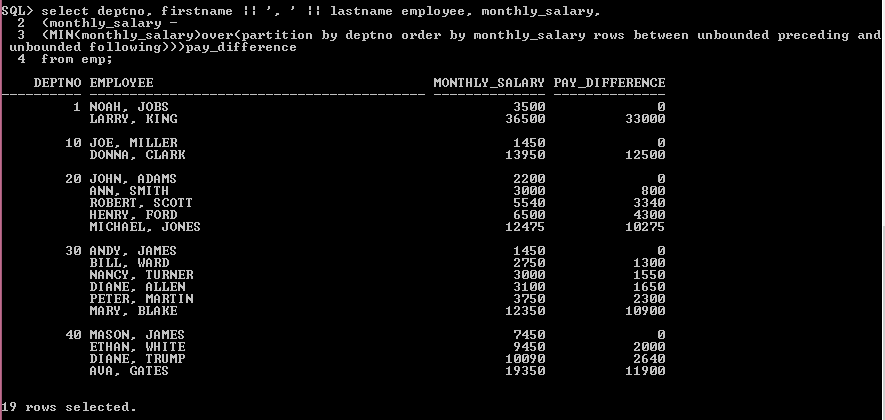 SQL> select deptno, firstname || ', ' || lastname employee, monthly_salary,
2 (monthly_salary -
3 (MIN(monthly_salary)over(partition by deptno order by monthly_salary rows between unbounded preceding and
unbounded following)))pay_difference
4 from emp;
DEPTNO EMPLOYEE MONTHLY_SALARY PAY_DIFFERENCE
1 NOAH, JOBS 3500 0
LARRY, KING 36500 33000
10 JOE, MILLER 1450 0
DONNA, CLARK 13950 12500
20 JOHN, ADAMS 2200 0
ANN, SMITH 3000 800
ROBERT, SCOTT 5540 3340
HENRY, FORD 6500 4300
MICHAEL, JONES 12475 10275
30 ANDY, JAMES 1450 0
BILL, WARD 2750 1300
NANCY, TURNER 3000 1550
DIANE, ALLEN 3100 1650
PETER, MARTIN 3750 2300
MARY, BLAKE 12350 10900
40 MASON, JAMES 7450 0
ETHAN, WHITE 9450 2000
DIANE, TRUMP 10090 2640
AVA, GATES 19350 11900
19 rows selected.